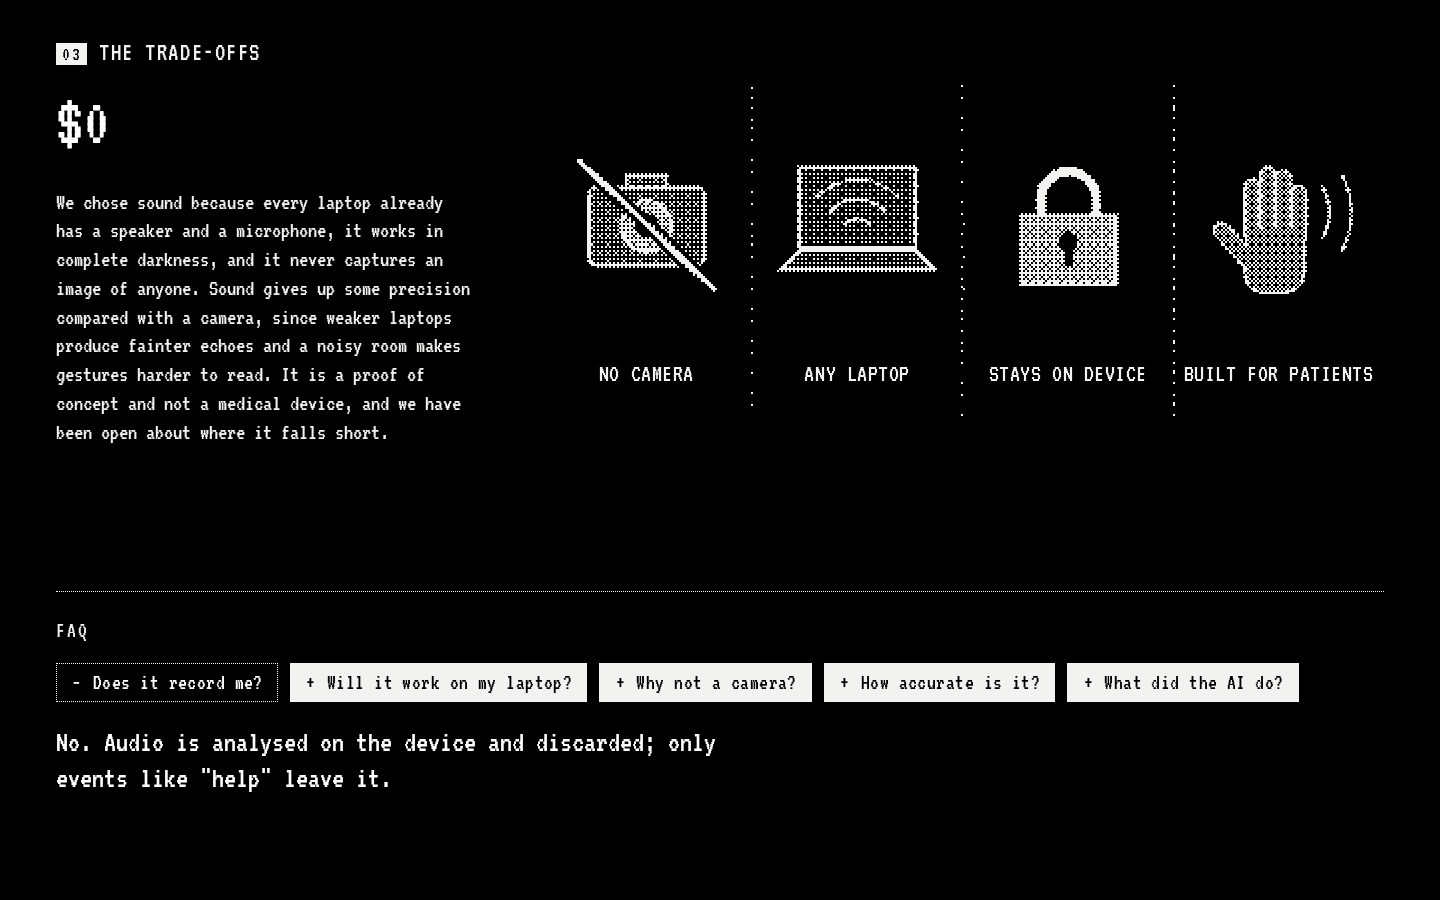 03 THE TRADE-OFFS
$0
We chose sound because every laptop already
has a speaker and a microphone, it works in
complete darkness, and it never captures an
image of anyone. Sound gives up some precision
compared with a camera, since weaker laptops
produce fainter echoes and a noisy room makes
gestures harder to read. It is a proof of
concept and not a medical device, and we have
been open about where it falls short.
NO CAMERA
ANY LAPTOP
STAYS ON DEVICE
BUILT FOR PATIENTS
FAQ
- Does it record me?
+ Will it work on my laptop?
+ Why not a camera?
+ How accurate is it?
+ What did the AI do?
No. Audio is analysed on the device and discarded; only
events like "help" leave it.